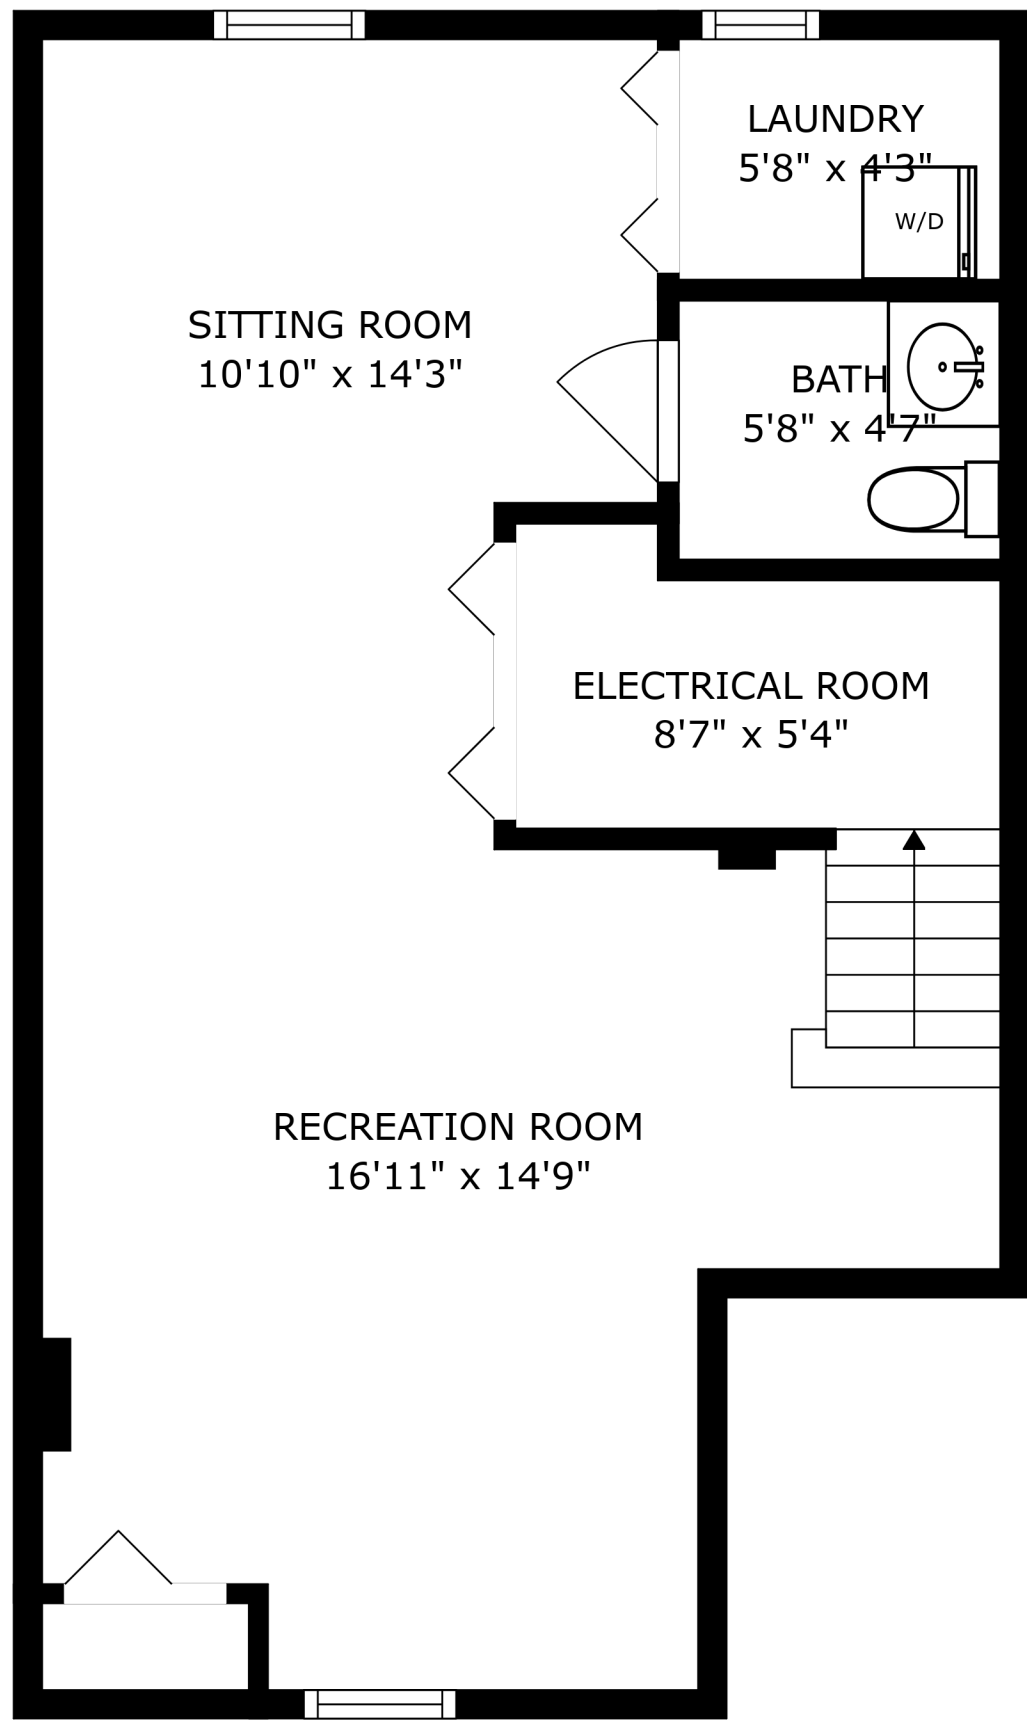 LAUNDRY
5'8" x 4'3"
W/D
SITTING ROOM
10'10" x 14'3"
BATH
5'8" x 4'7"
ELECTRICAL ROOM
8'7" x 5'4"
RECREATION ROOM
16'11" x 14'9"